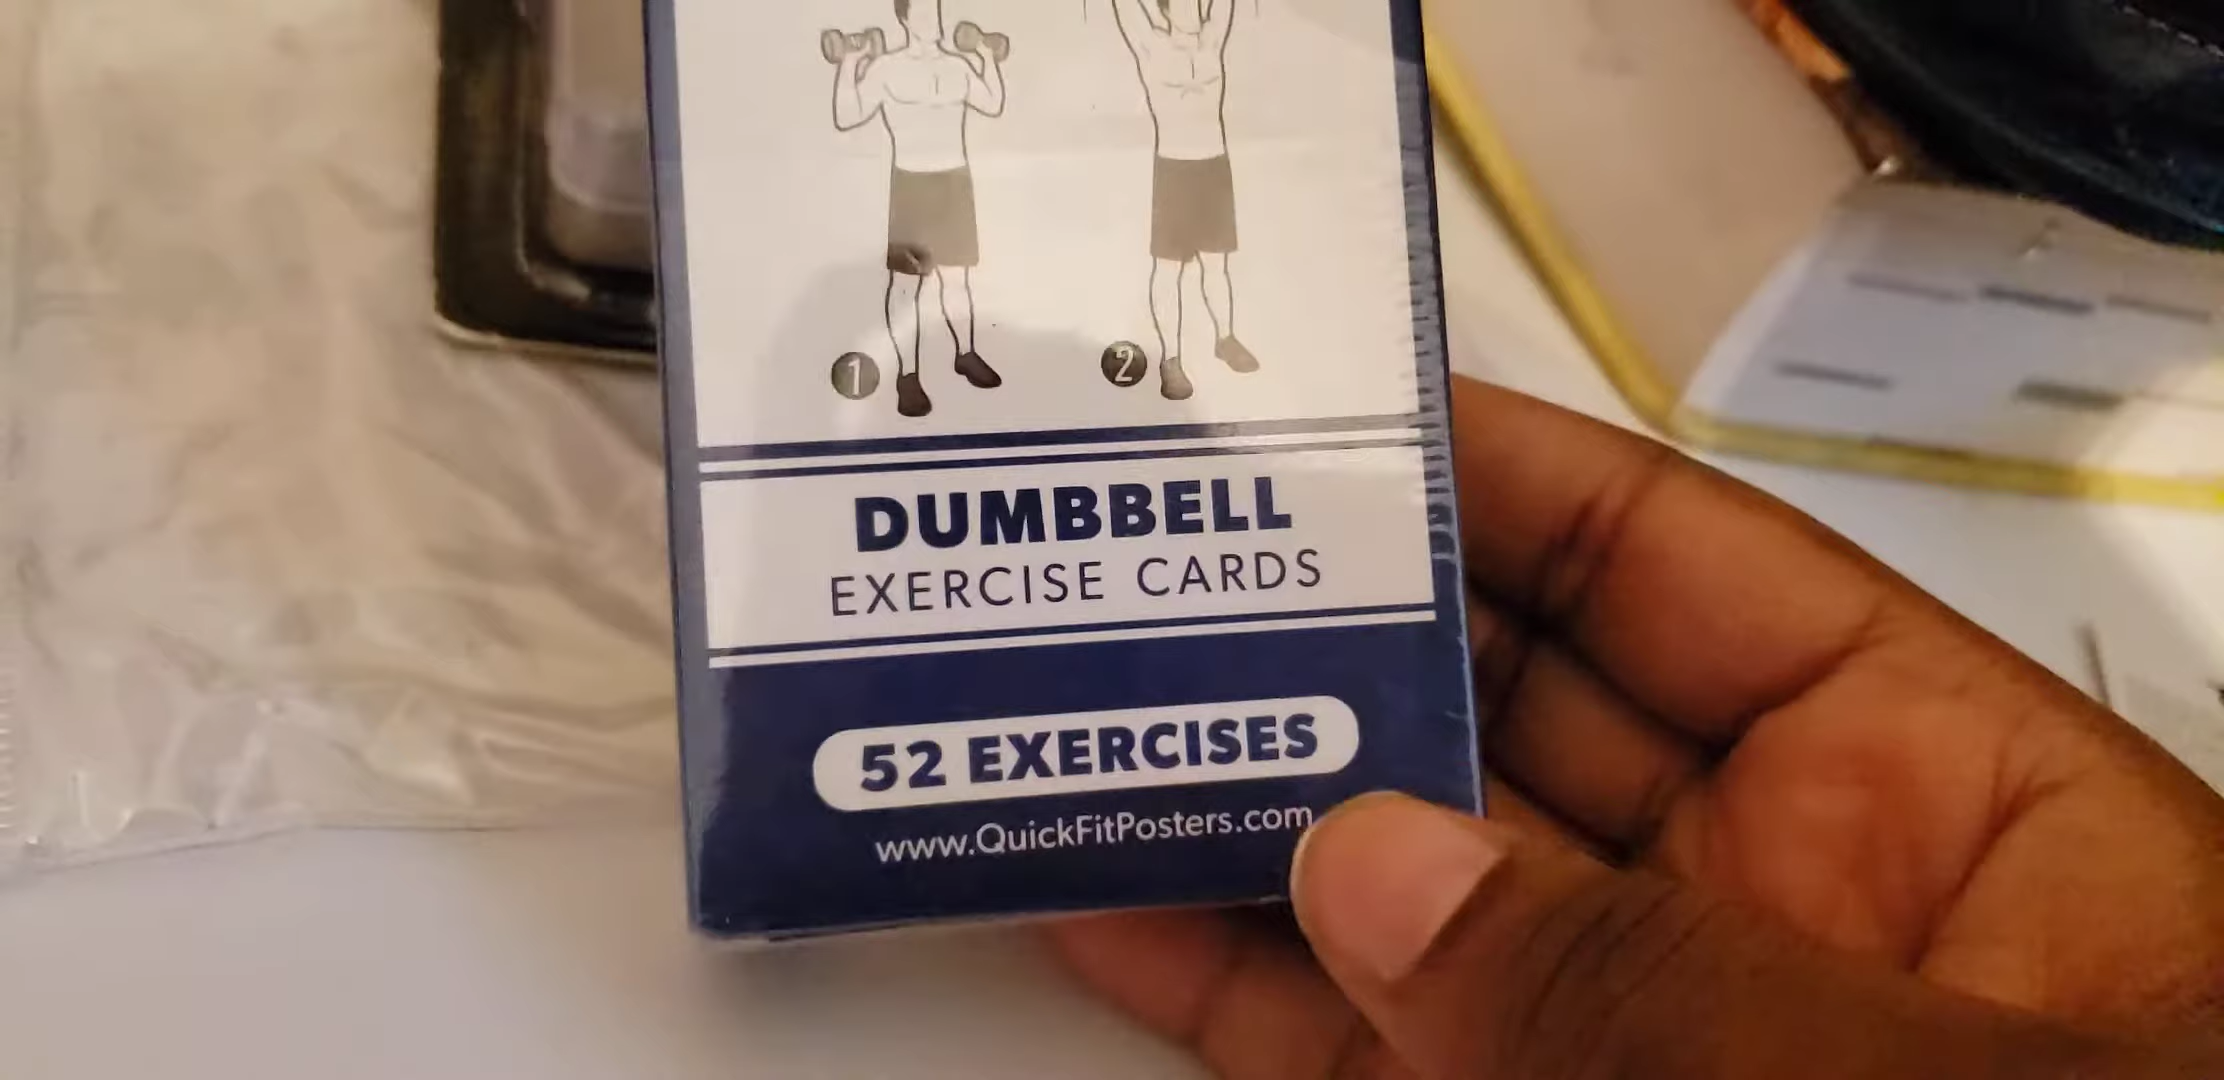 1
2
DUMBBELL
EXERCISE CARDS
52 EXERCISES
www.QuickFitPosters.com